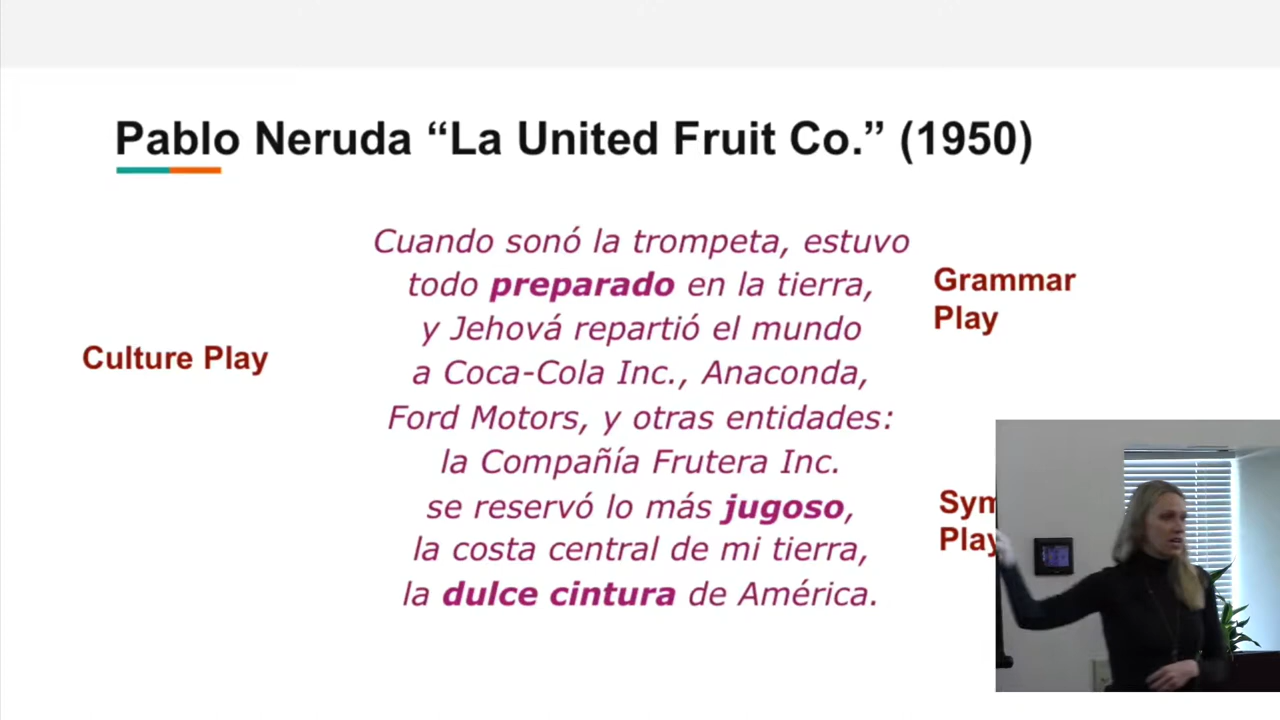 Pablo Neruda “La United Fruit Co.” (1950)
Cuando sonó la trompeta, estuvo
todo preparado en la tierra,
y Jehová repartió el mundo
a Coca-Cola Inc., Anaconda,
Ford Motors, y otras entidades:
la Compañía Frutera Inc.
se reservó lo más jugoso,
la costa central de mi tierra,
la dulce cintura de América.
Culture Play
Grammar
Play
Play